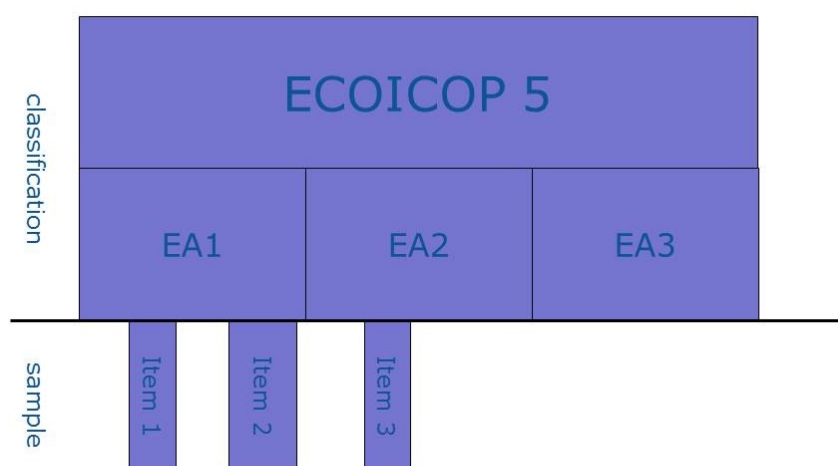 classification
ECOICOP 5
EA1
EA2
EA3
sample
Item 1
Item 2
Item 3